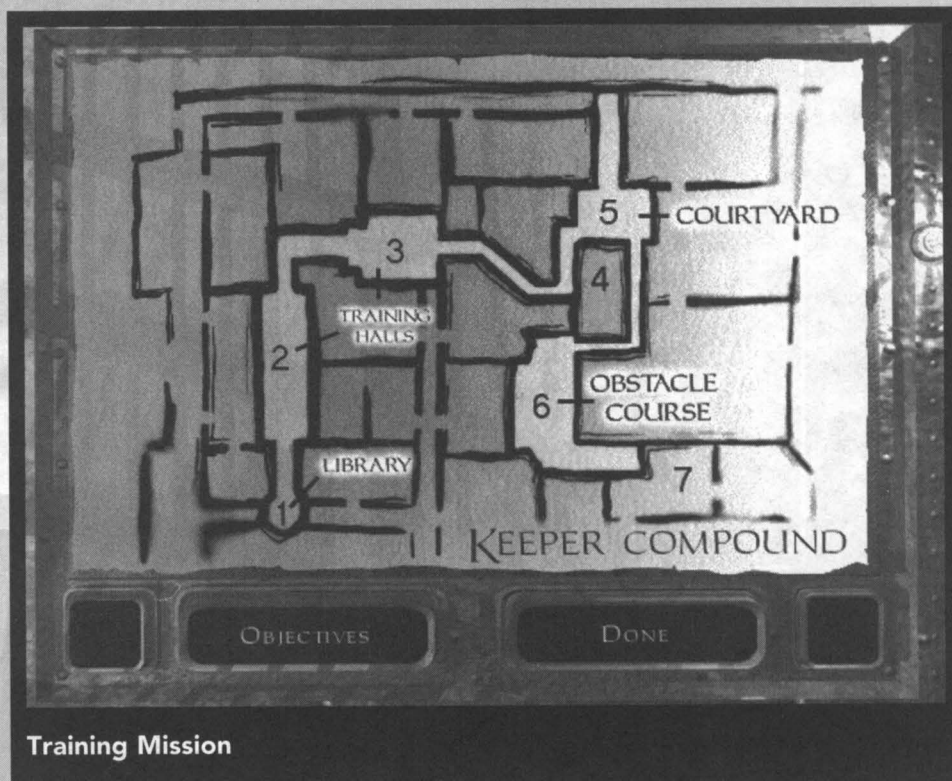 5
COURTYARD
3
4
TRAINING
HALLS
2
OBSTACLE
COURSE
6
LIBRARY
7
1
KEEPER COMPOUND
OBJECTIVES
DONE
Training Mission